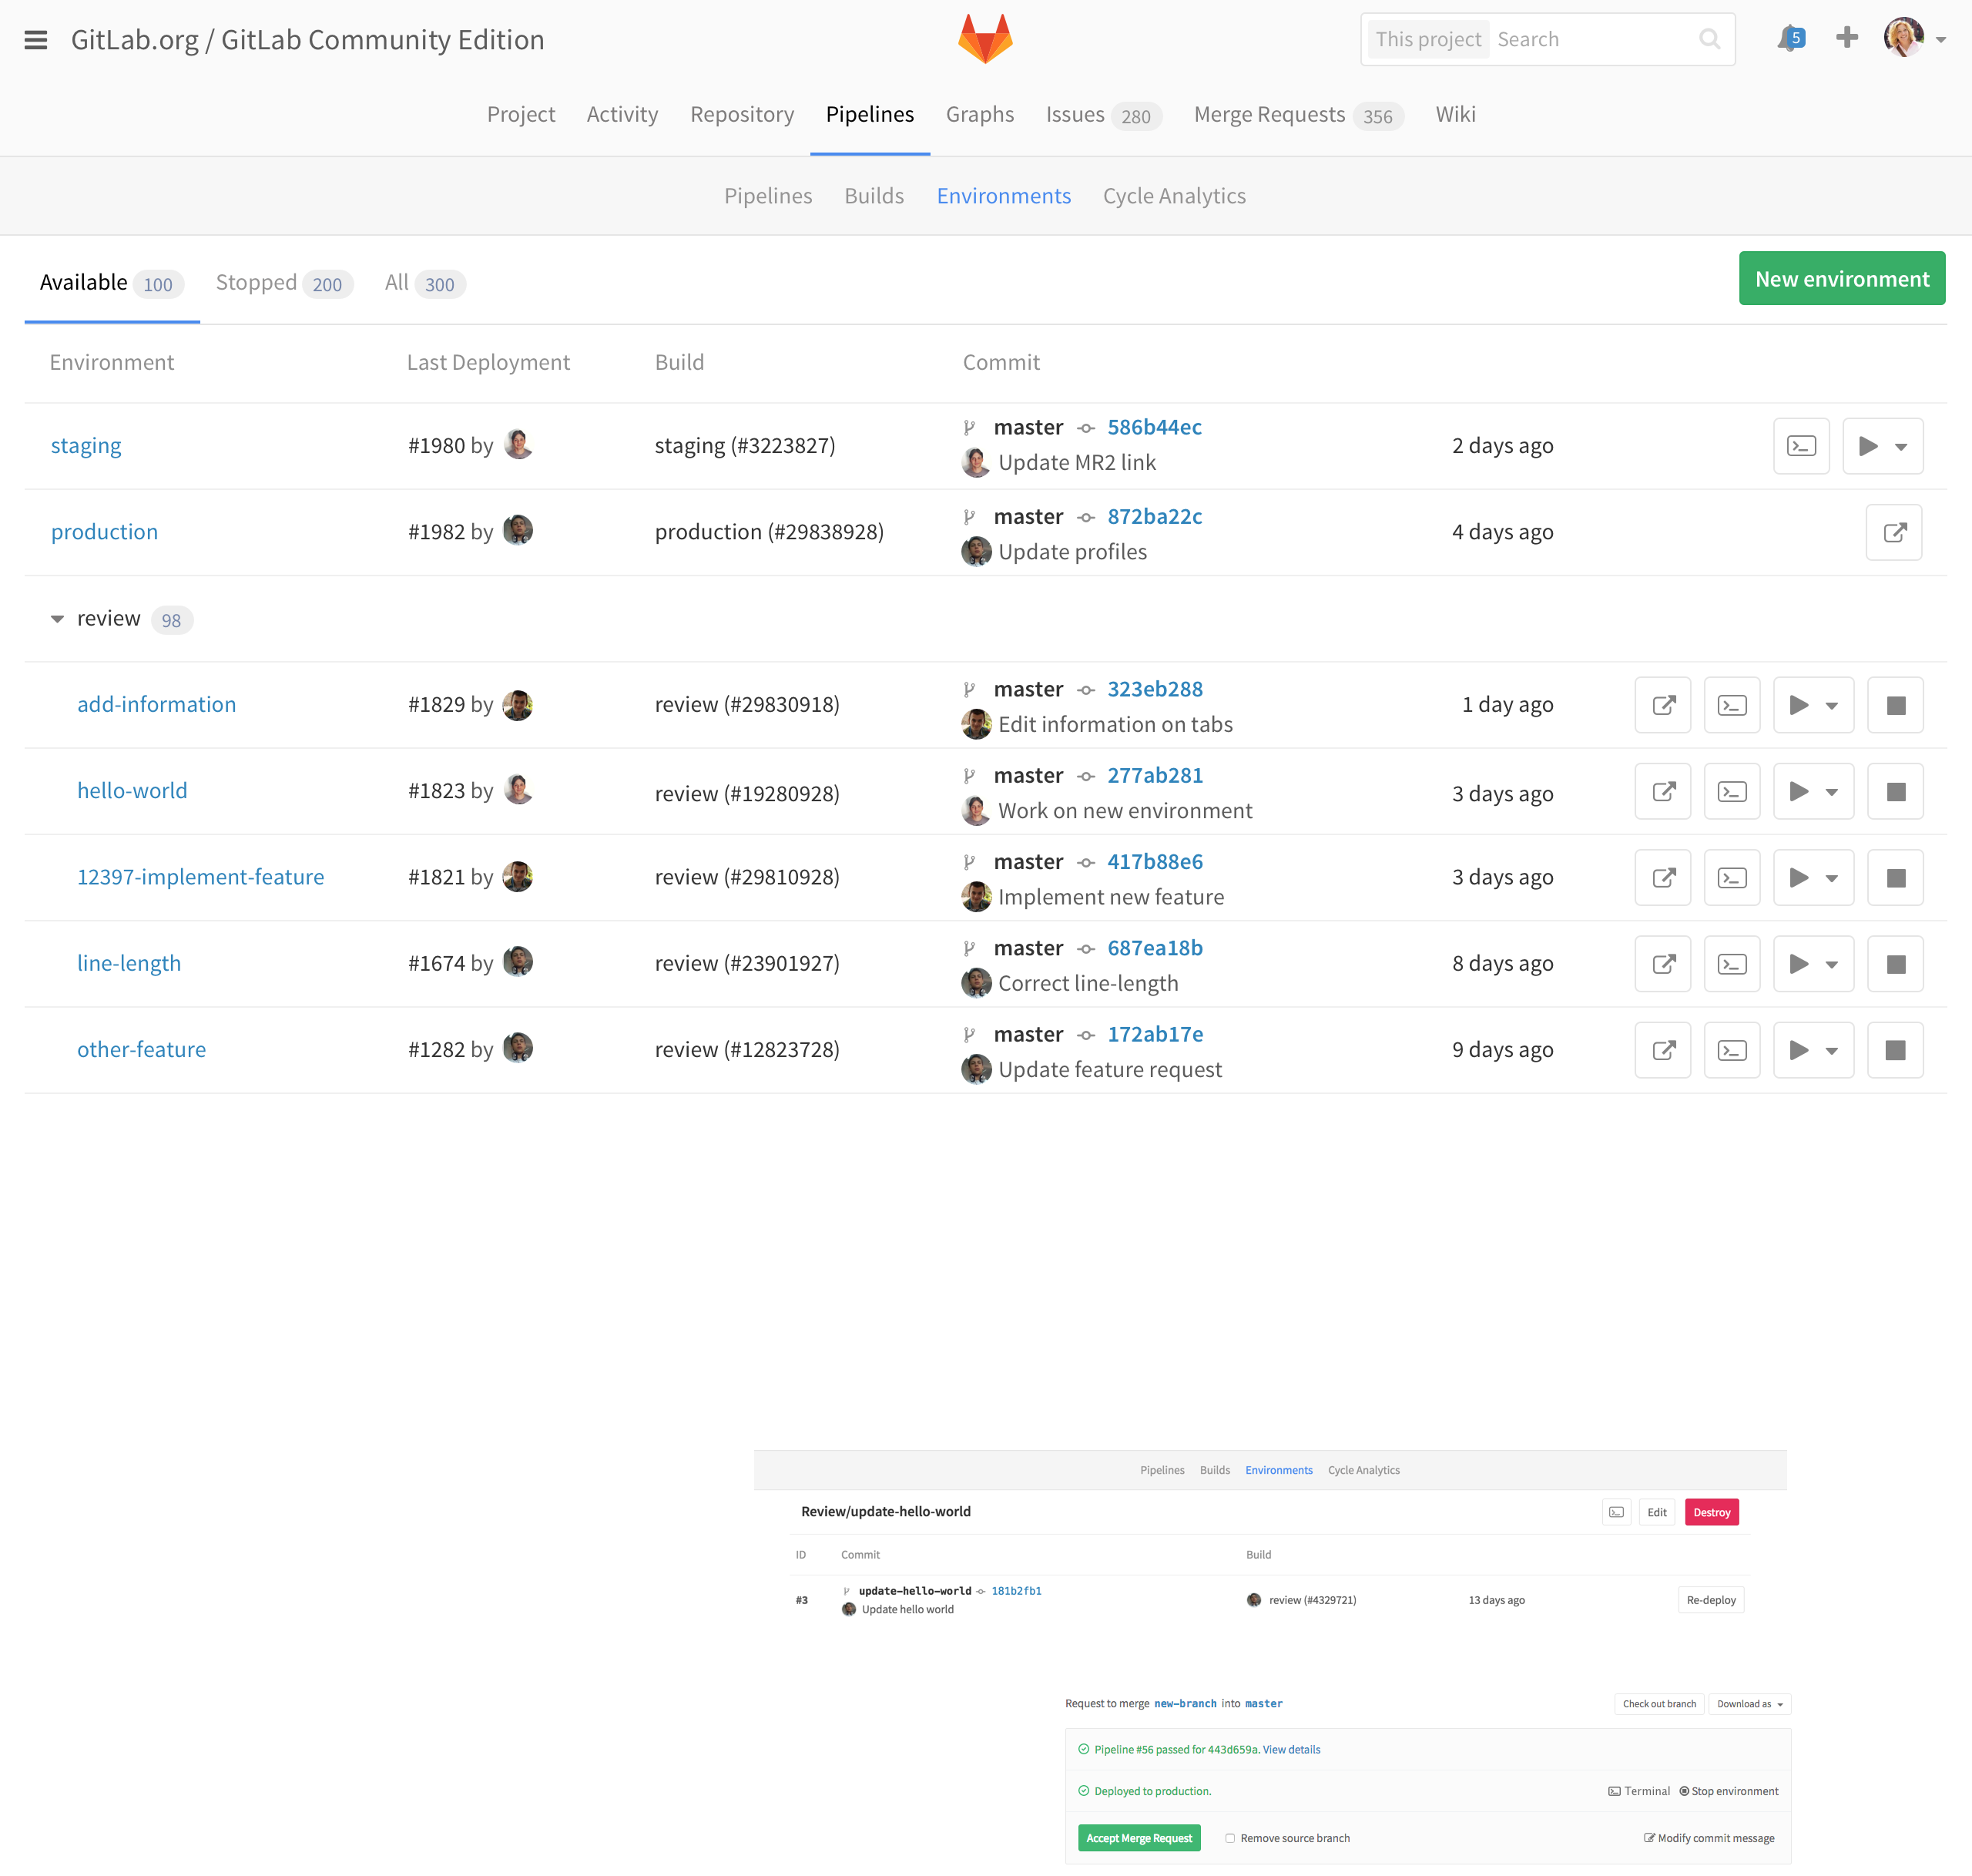 GitLab.org / GitLab Community Edition
This project Search
5
Project Activity Repository Pipelines Graphs Issues 280 Merge Requests 356 Wiki
Pipelines Builds Environments Cycle Analytics
Available 100 Stopped 200 All 300
New environment
Environment Last Deployment Build Commit
staging #1980 by staging (#3223827) master 586b44ec 2 days ago
Update MR2 link
production #1982 by production (#29838928) master 872ba22c 4 days ago
Update profiles
review 98
add-information #1829 by review (#29830918) master 323eb288 1 day ago
Edit information on tabs
hello-world #1823 by review (#19280928) master 277ab281 3 days ago
Work on new environment
12397-implement-feature #1821 by review (#29810928) master 417b88e6 3 days ago
Implement new feature
line-length #1674 by review (#23901927) master 687ea18b 8 days ago
Correct line-length
other-feature #1282 by review (#12823728) master 172ab17e 9 days ago
Update feature request
Pipelines Builds Environments Cycle Analytics
Review/update-hello-world Edit Destroy
ID Commit Build
#3 update-hello-world 181b2fb1 review (#4329721) 13 days ago Re-deploy
Update hello world
Request to merge new-branch into master Check out branch Download as
Pipeline #56 passed for 443d659a. View details
Deployed to production. Terminal Stop environment
Accept Merge Request Remove source branch Modify commit message